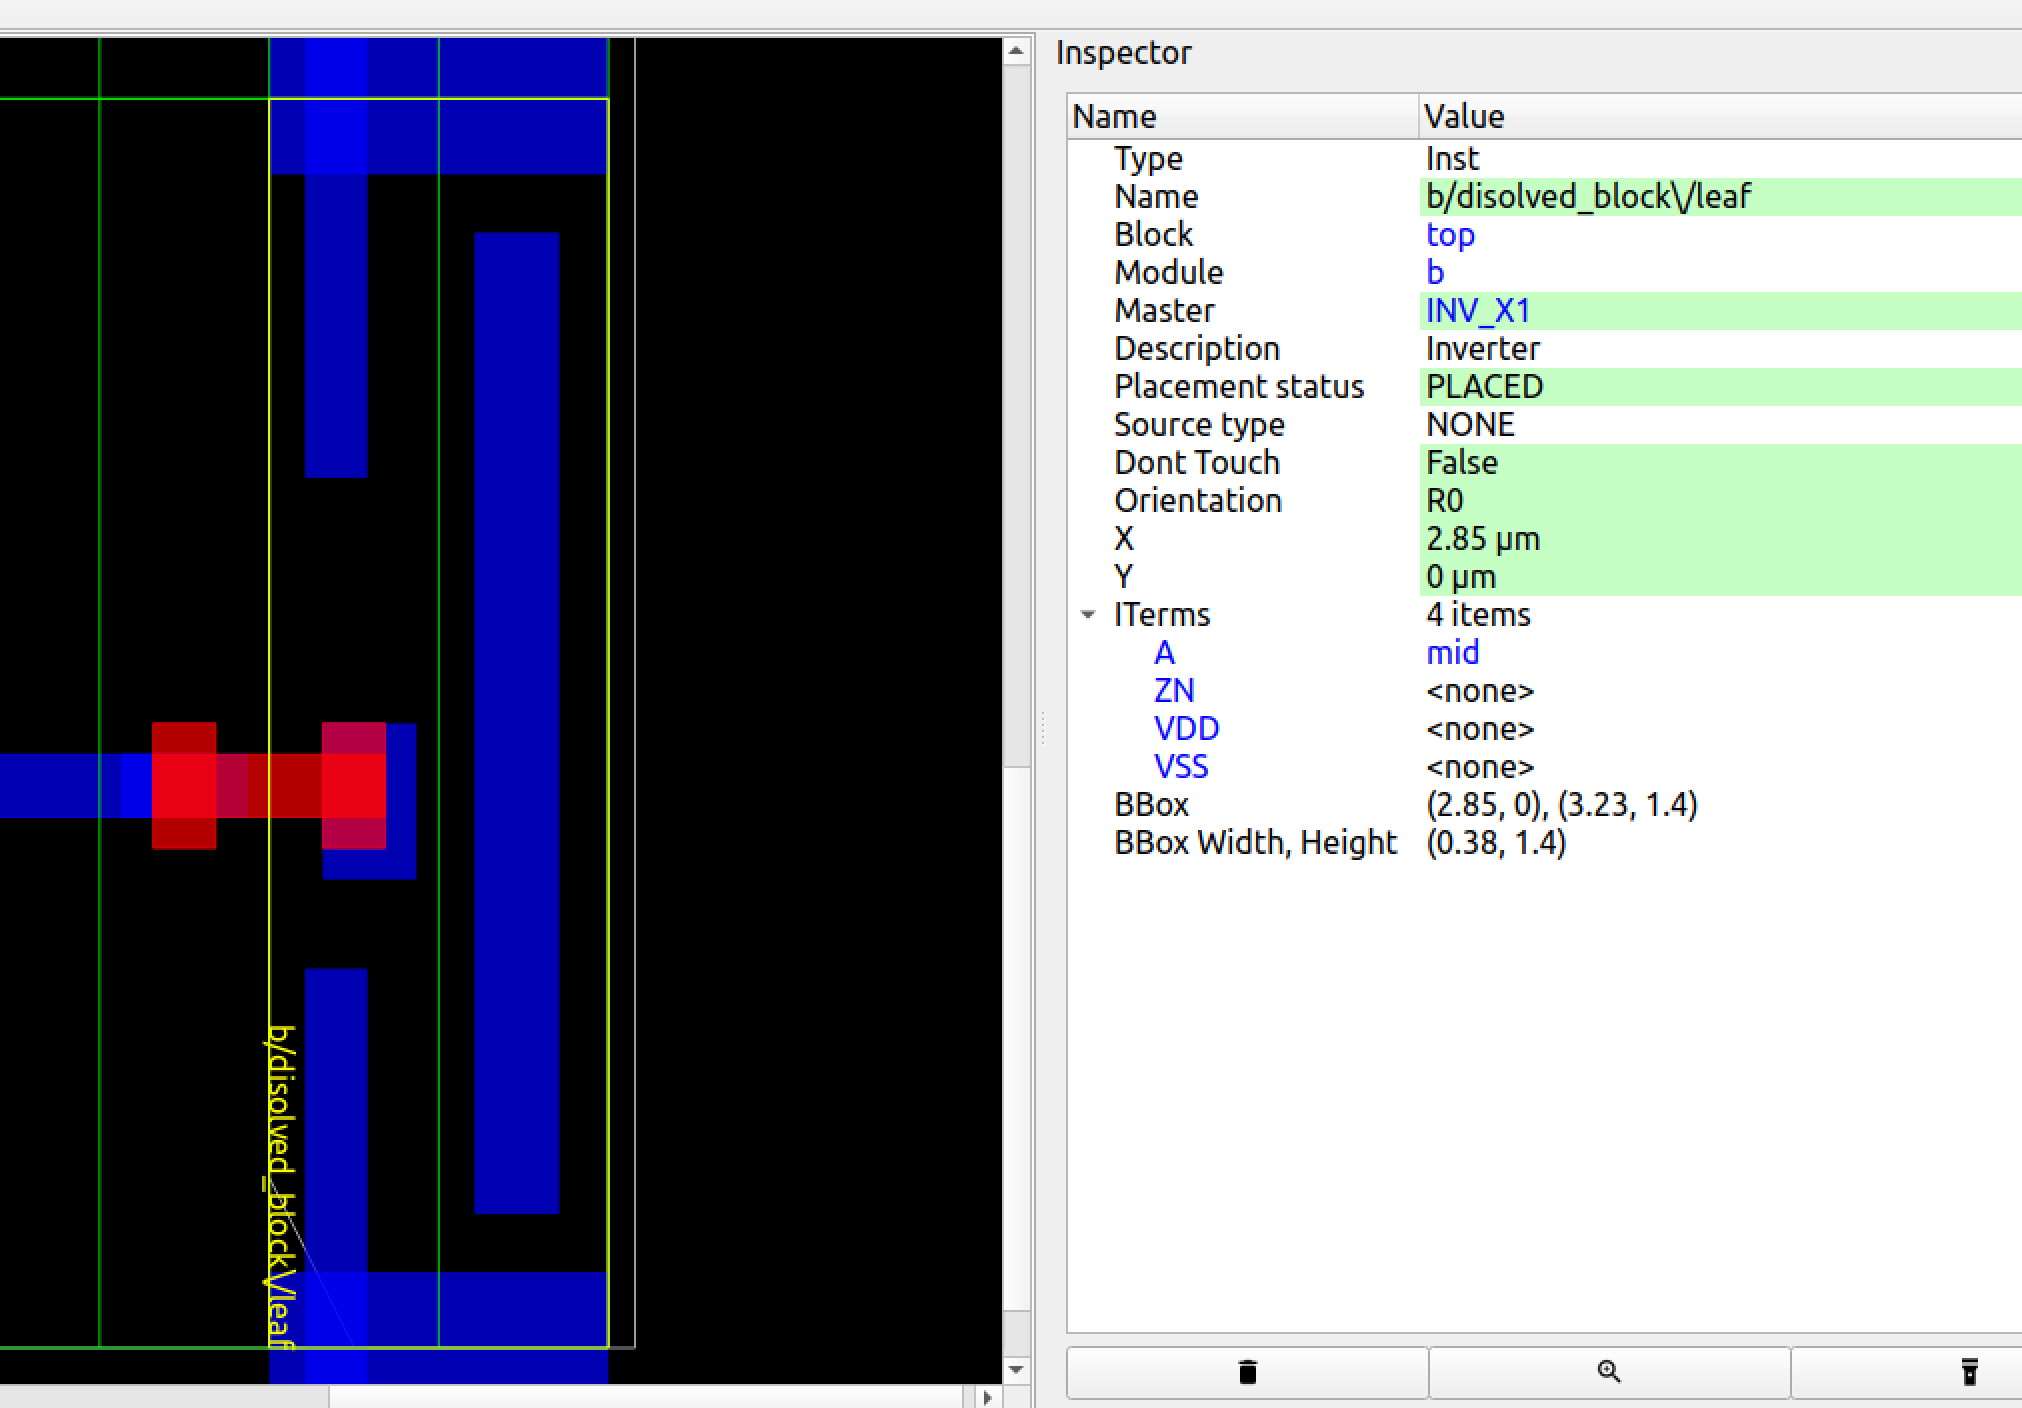 Inspector
Name Value
Type Inst
Name b/disolved_block\/leaf
Block top
Module b
Master INV_X1
Description Inverter
Placement status PLACED
Source type NONE
Dont Touch False
Orientation R0
X 2.85 μm
Y 0 μm
ITerms 4 items
A mid
ZN <none>
VDD <none>
VSS <none>
BBox (2.85, 0), (3.23, 1.4)
BBox Width, Height (0.38, 1.4)
b/disolved_block\/leaf